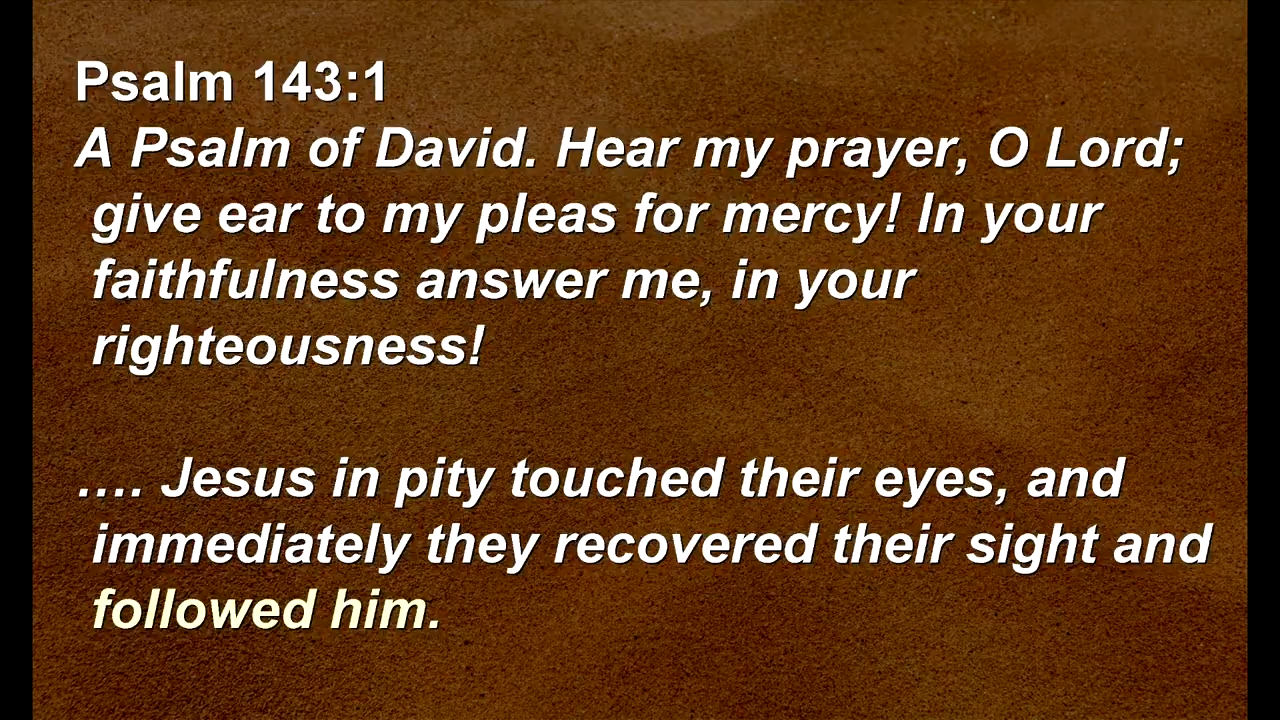 Psalm 143:1
A Psalm of David. Hear my prayer, O Lord;
give ear to my pleas for mercy! In your
faithfulness answer me, in your
righteousness!
…. Jesus in pity touched their eyes, and
immediately they recovered their sight and
followed him.